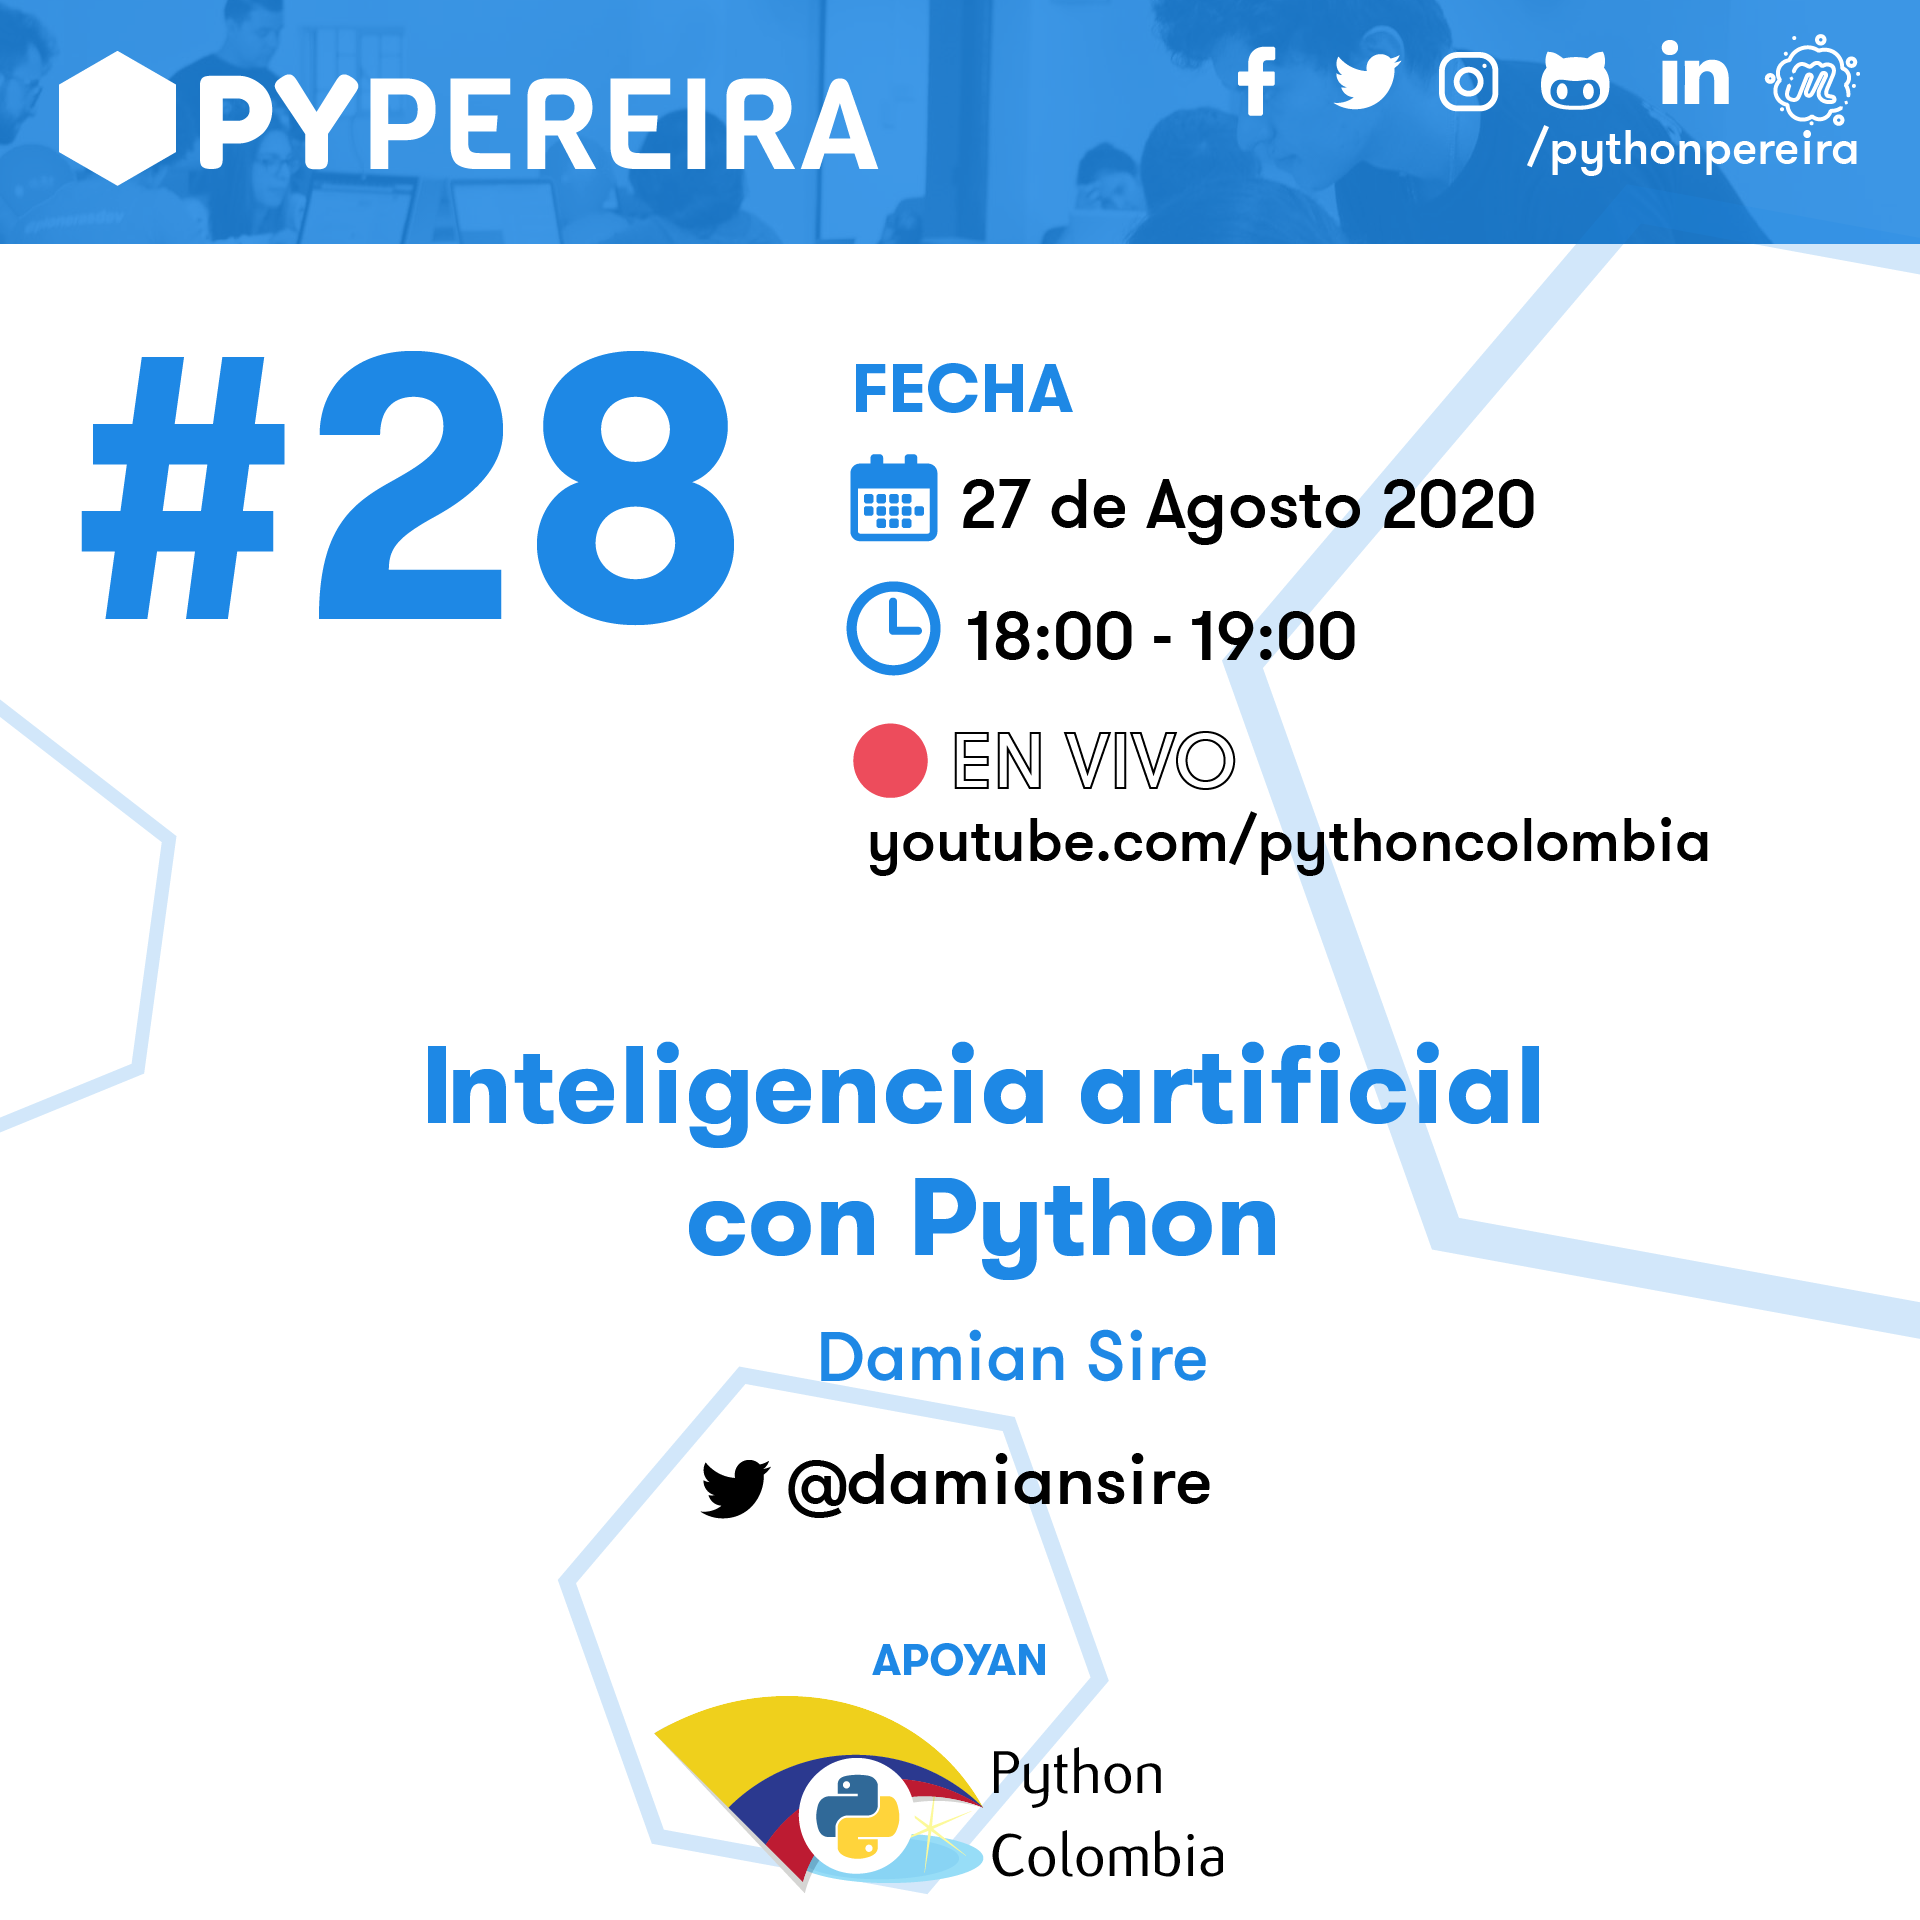 PYPEREIRA
/pythonpereira
#28
FECHA
27 de Agosto 2020
18:00 - 19:00
EN VIVO
youtube.com/pythoncolombia
Inteligencia artificial
con Python
Damian Sire
@damiansire
APOYAN
Python
Colombia